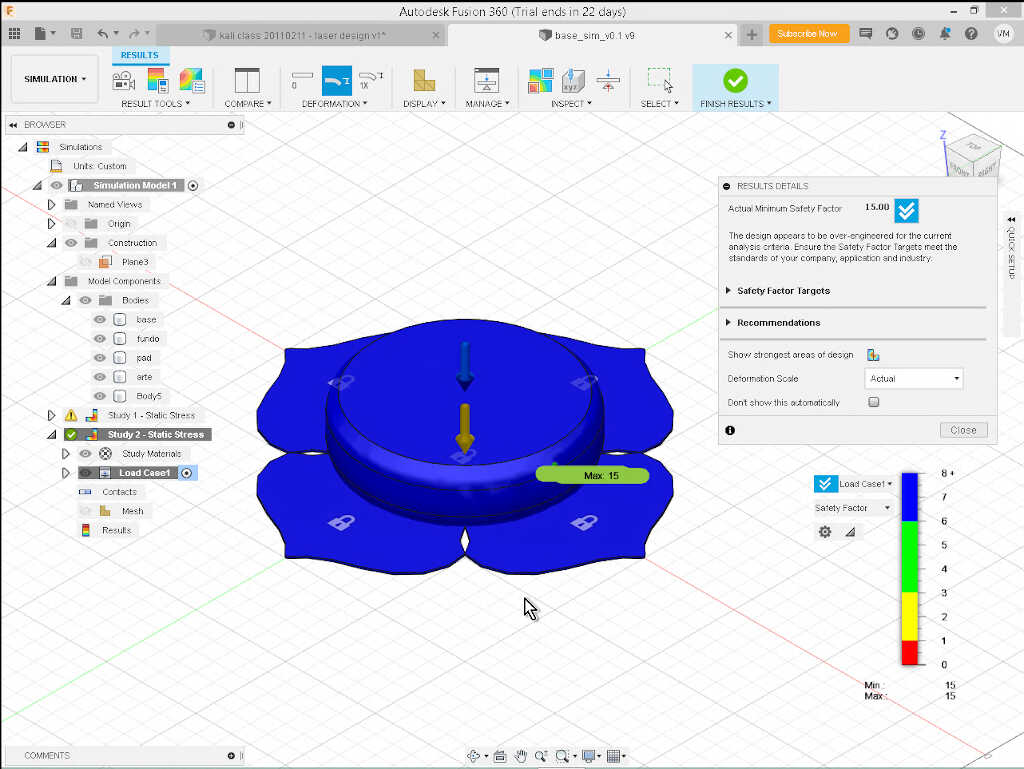 Autodesk Fusion 360 (Trial ends in 22 days)
kali class 20110211 - laser design v1*
base_sim_v0.1 v9
Subscribe Now
VM
SIMULATION
RESULTS
0
1X
RESULT TOOLS
COMPARE
DEFORMATION
DISPLAY
MANAGE
INSPECT
SELECT
FINISH RESULTS
BROWSER
Simulations
Units: Custom
Simulation Model 1
Named Views
Origin
Construction
Plane3
Model Components
Bodies
base
fundo
pad
arte
Body5
Study 1 - Static Stress
Study 2 - Static Stress
Study Materials
Load Case1
Contacts
Mesh
Results
Z
TOP
FRONT
RIGHT
RESULTS DETAILS
Actual Minimum Safety Factor 15.00
The design appears to be over-engineered for the current
analysis criteria. Ensure the Safety Factor Targets meet the
standards of your company, application and industry.
Safety Factor Targets
Recommendations
Show strongest areas of design
Deformation Scale Actual
Don't show this automatically
Close
QUICK SETUP
Max: 15
Load Case1
Safety Factor
8 +
7
6
5
4
3
2
1
0
Min : 15
Max : 15
COMMENTS